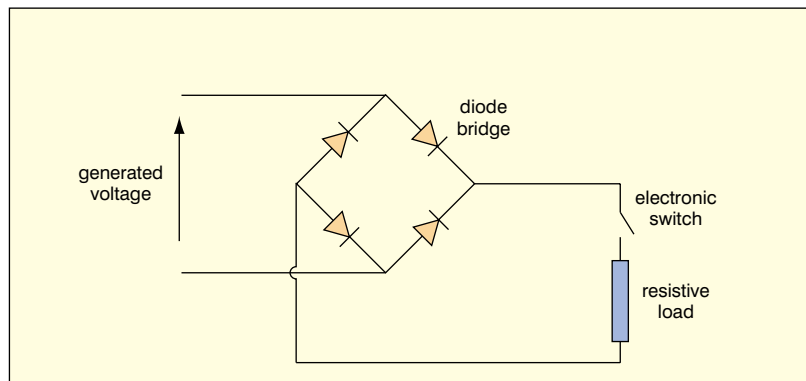 diode
bridge
generated
voltage
electronic
switch
resistive
load